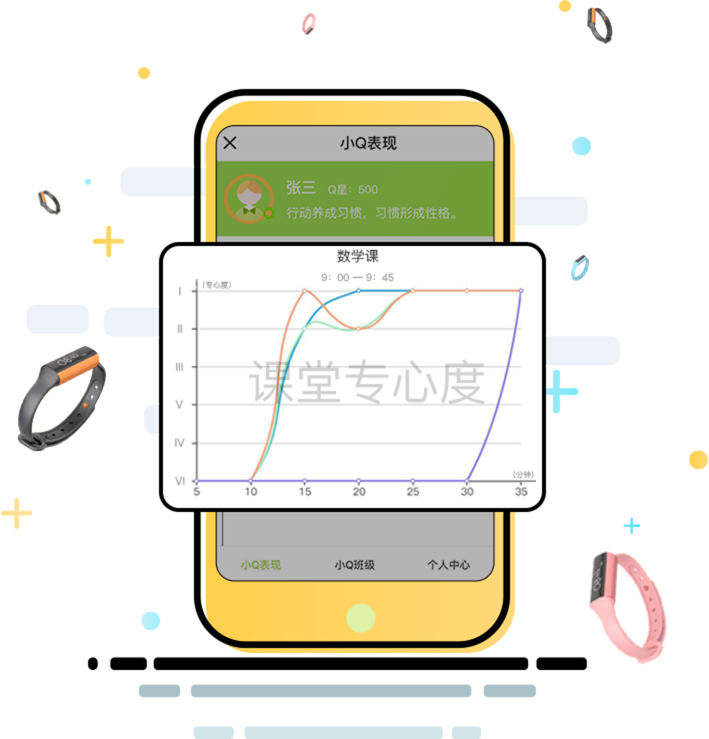 小Q表现
张三 Q星：500
行动养成习惯，习惯形成性格。
数学课
9：00 — 9：45
(专心度)
I
II
III
V
IV
VI
课堂专心度
(分钟)
5 10 15 20 25 30 35
小Q表现 小Q班级 个人中心